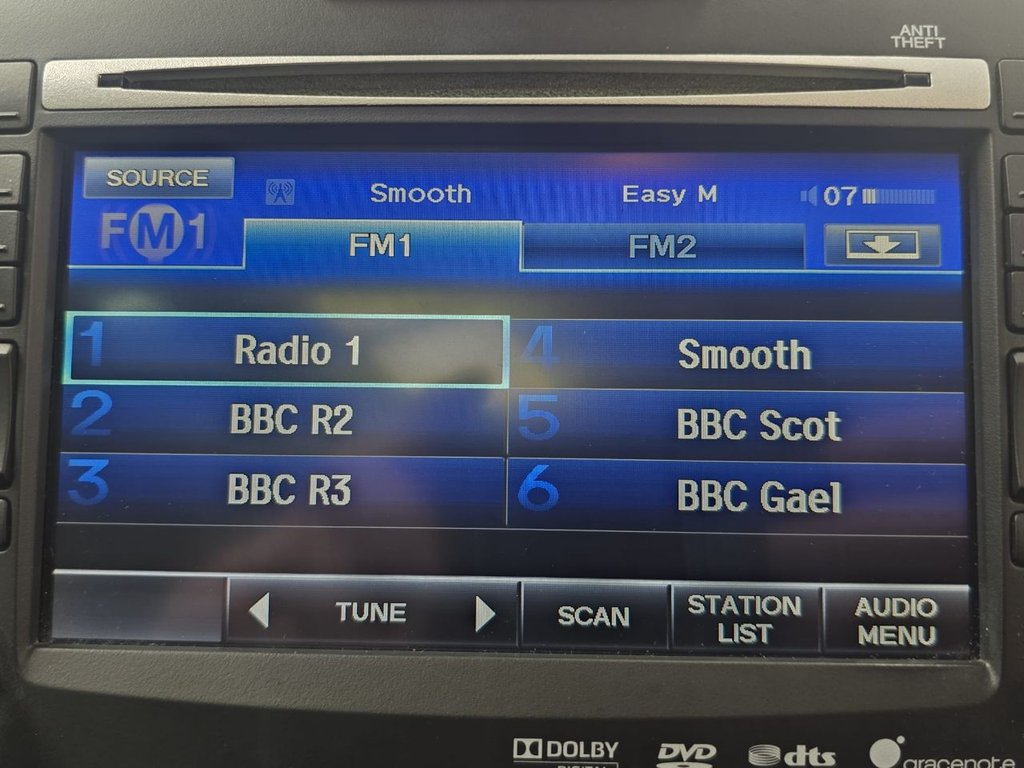 ANTI
THEFT
SOURCE
Smooth Easy M 07
FM1
FM1 FM2
1 Radio 1 4 Smooth
2 BBC R2 5 BBC Scot
3 BBC R3 6 BBC Gael
TUNE SCAN STATION LIST AUDIO MENU
DOLBY DIGITAL DVD dts gracenote